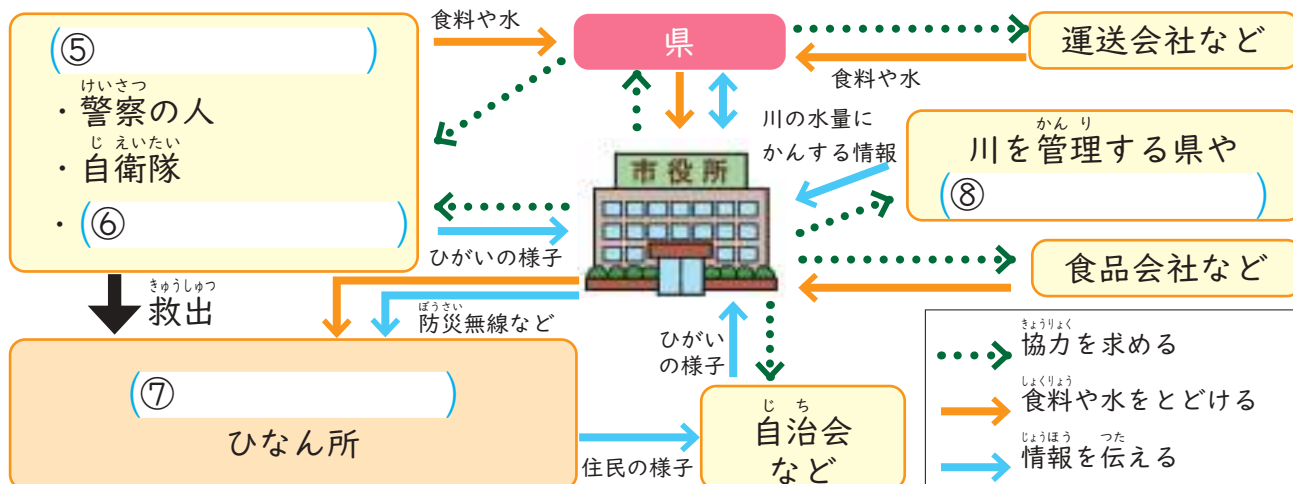 (⑤ )
・警察の人
けいさつ
・自衛隊
じ えいたい
・(⑥ )
食料や水
県
運送会社など
食料や水
川の水量に
かんする情報
川を管理する県や
かん り
(⑧ )
市役所
ひがいの様子
食品会社など
きゅうしゅつ
救出
ぼうさい
防災無線など
ひがい
の様子
(⑦ )
ひなん所
住民の様子
じ ち
自治会
など
きょうりょく
協力を求める
しょくりょう
食料や水をとどける
じょうほう つた
情報を伝える